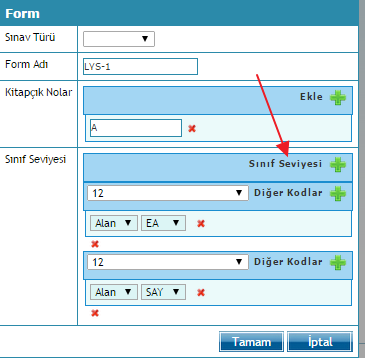 Form
Sınav Türü
Form Adı LYS-1
Kitapçık Nolar Ekle
A
Sınıf Seviyesi Sınıf Seviyesi
12 Diğer Kodlar
Alan EA
12 Diğer Kodlar
Alan SAY
Tamam İptal